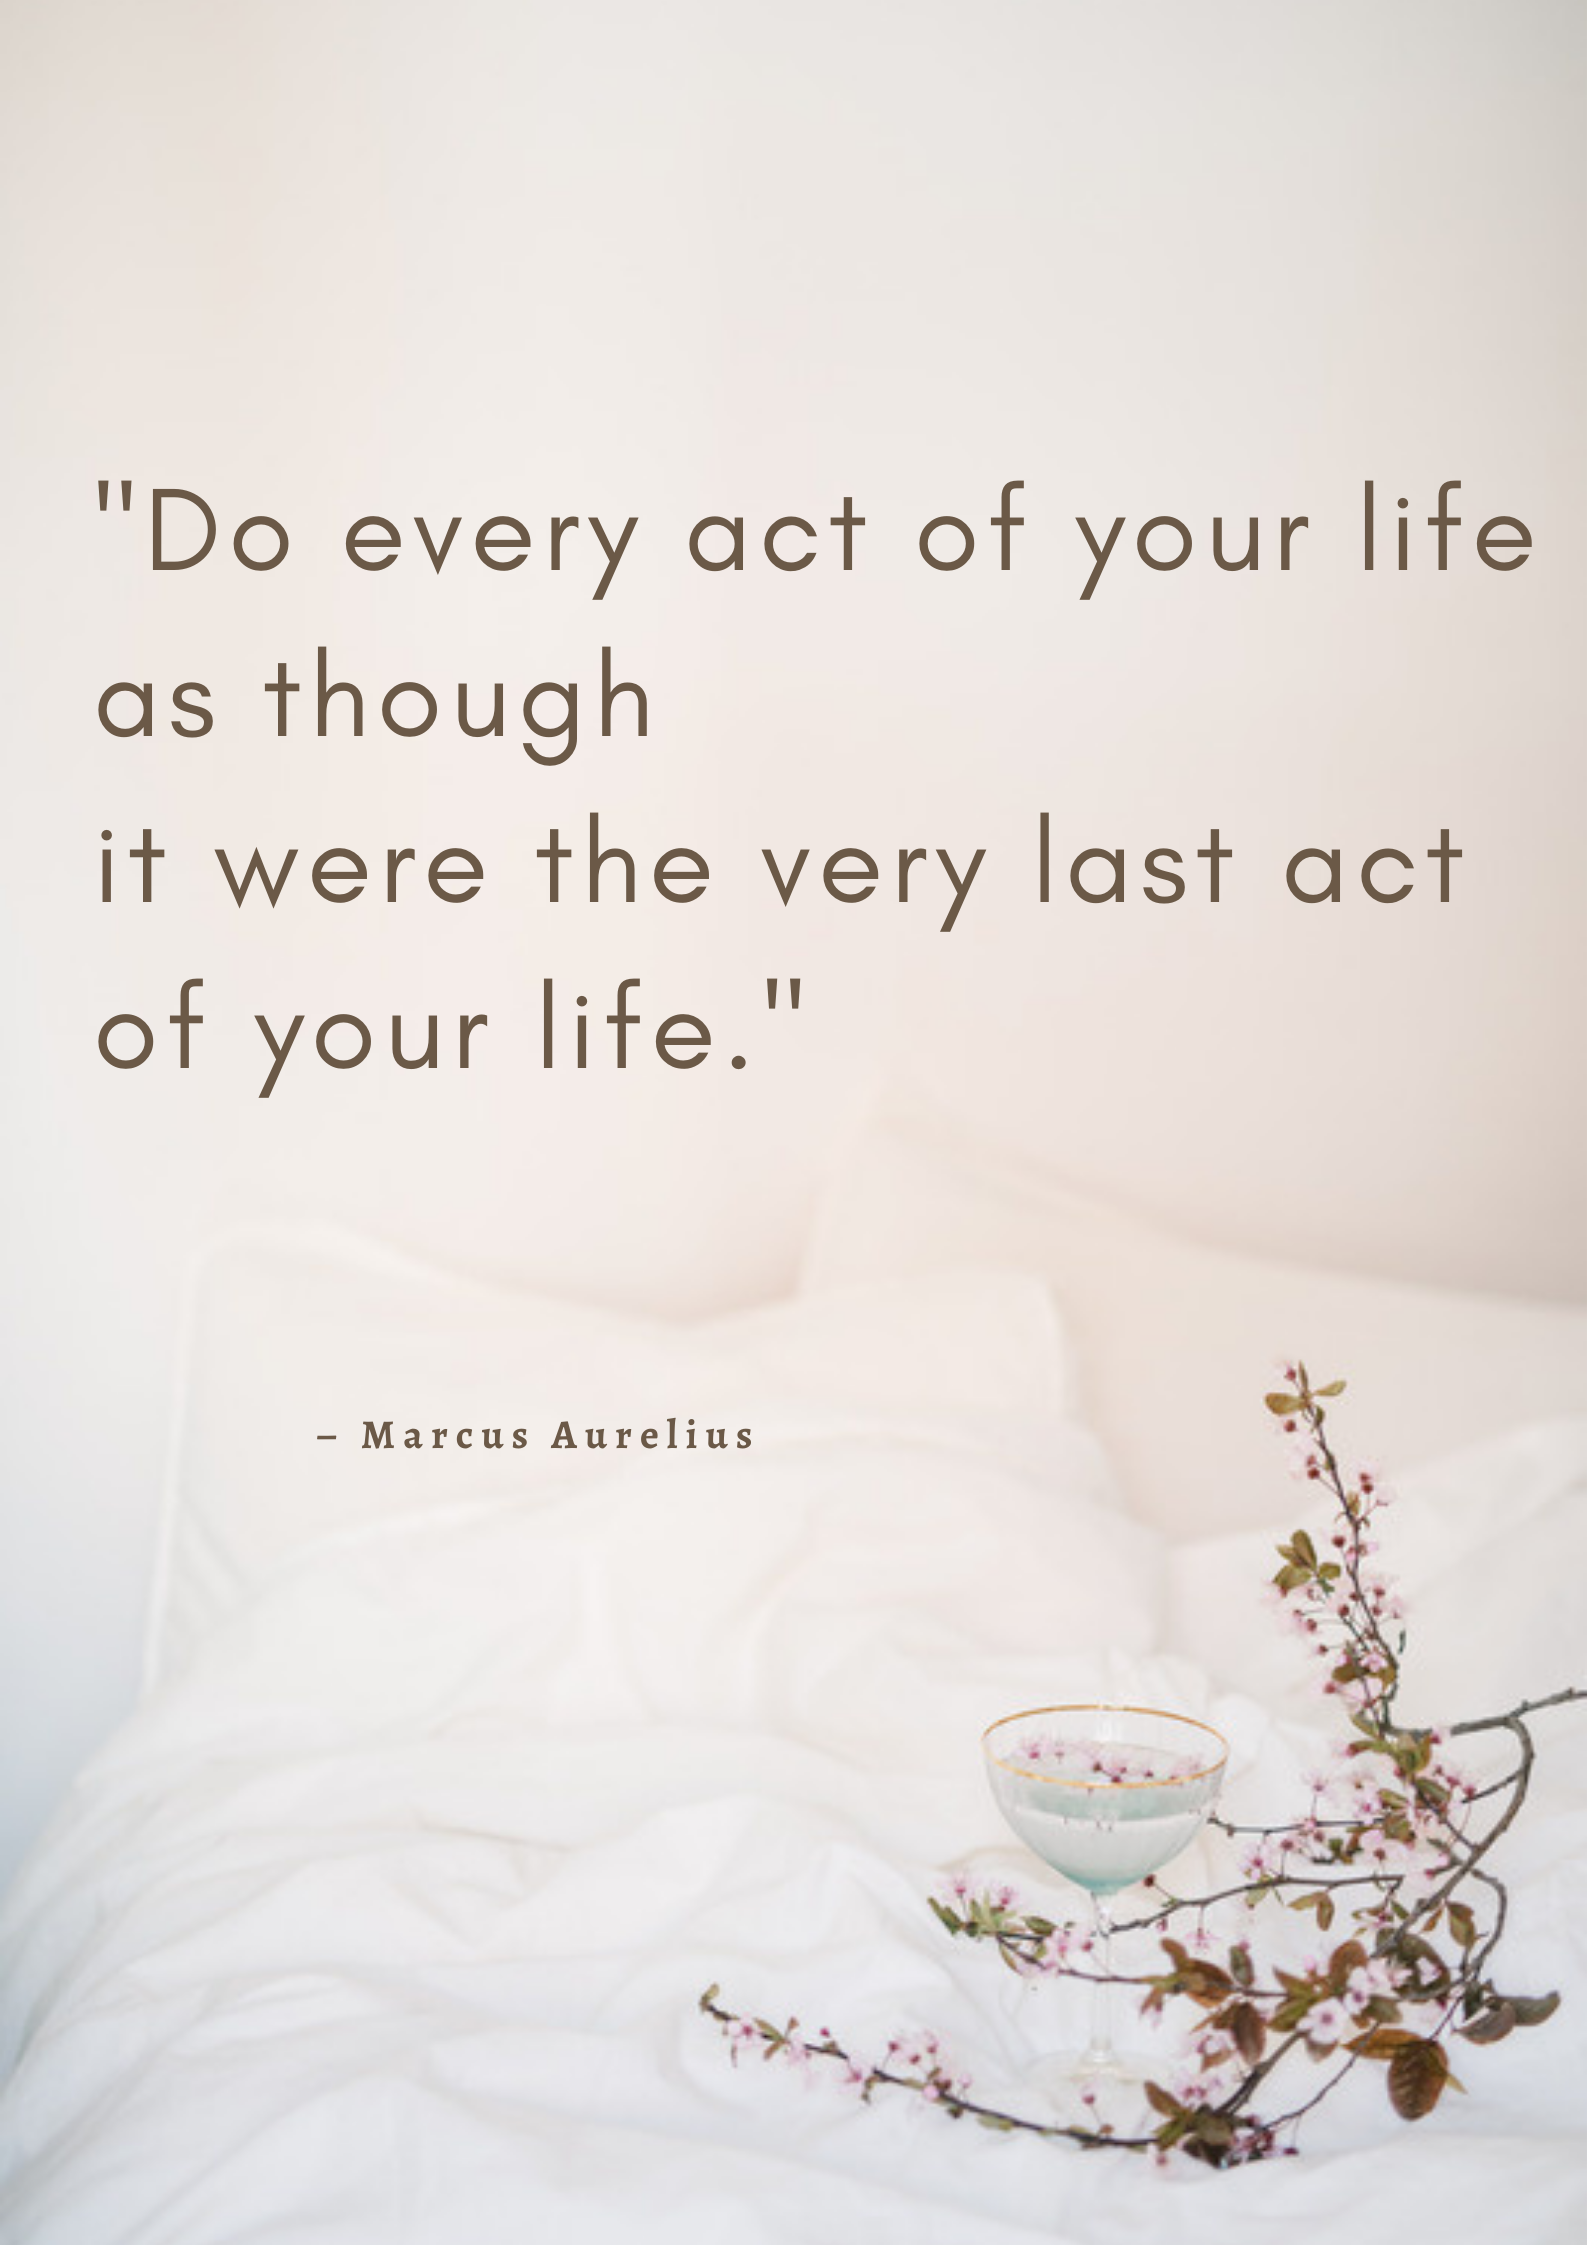 "Do every act of your life
as though
it were the very last act
of your life."
– Marcus Aurelius